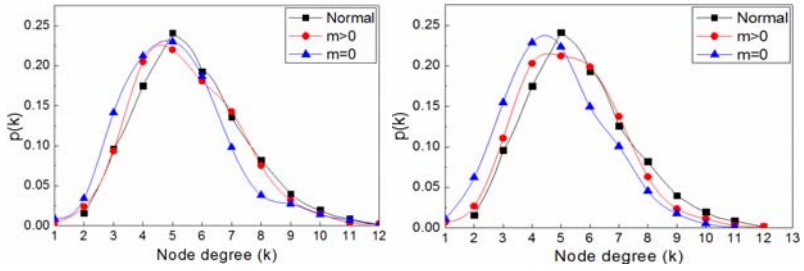 0.25
0.20
0.15
0.10
0.05
0.00
p(k)
Normal
m>0
m=0
1 2 3 4 5 6 7 8 9 10 11 12
Node degree (k)
0.25
0.20
0.15
0.10
0.05
0.00
p(k)
Normal
m>0
m=0
1 2 3 4 5 6 7 8 9 10 11 12 13
Node degree (k)